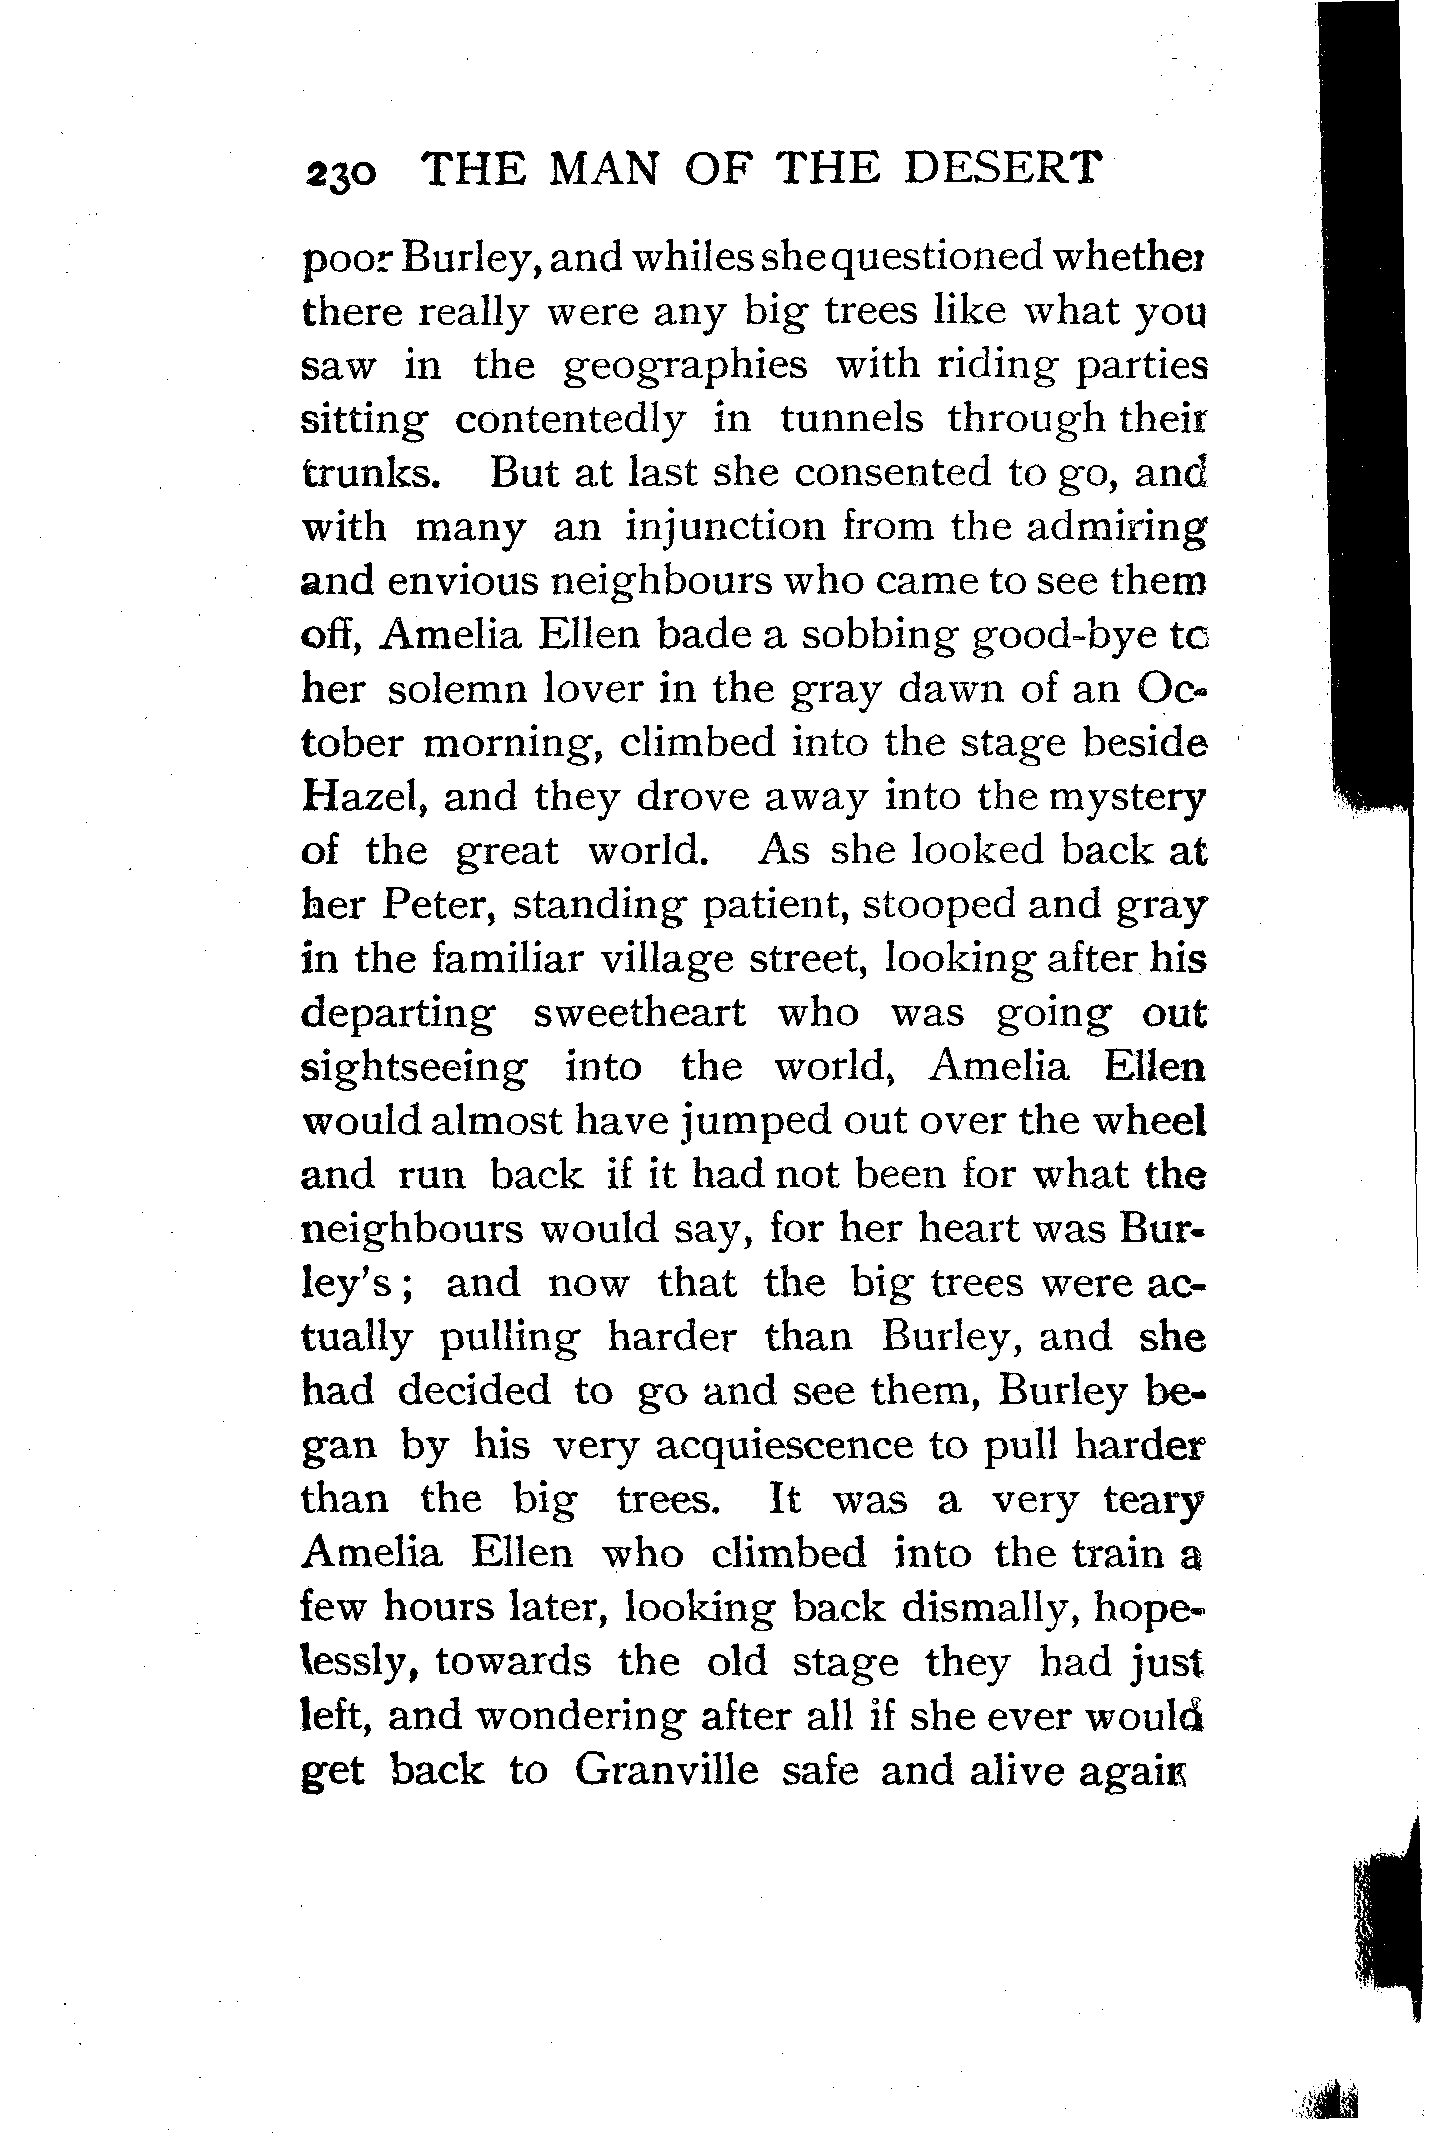 230 THE MAN OF THE DESERT
poor Burley, and whiles she questioned whether
there really were any big trees like what you
saw in the geographies with riding parties
sitting contentedly in tunnels through their
trunks. But at last she consented to go, and
with many an injunction from the admiring
and envious neighbours who came to see them
off, Amelia Ellen bade a sobbing good-bye to
her solemn lover in the gray dawn of an Oc-
tober morning, climbed into the stage beside
Hazel, and they drove away into the mystery
of the great world. As she looked back at
her Peter, standing patient, stooped and gray
in the familiar village street, looking after his
departing sweetheart who was going out
sightseeing into the world, Amelia Ellen
would almost have jumped out over the wheel
and run back if it had not been for what the
neighbours would say, for her heart was Bur-
ley's; and now that the big trees were ac-
tually pulling harder than Burley, and she
had decided to go and see them, Burley be-
gan by his very acquiescence to pull harder
than the big trees. It was a very teary
Amelia Ellen who climbed into the train a
few hours later, looking back dismally, hope-
lessly, towards the old stage they had just
left, and wondering after all if she ever would
get back to Granville safe and alive again